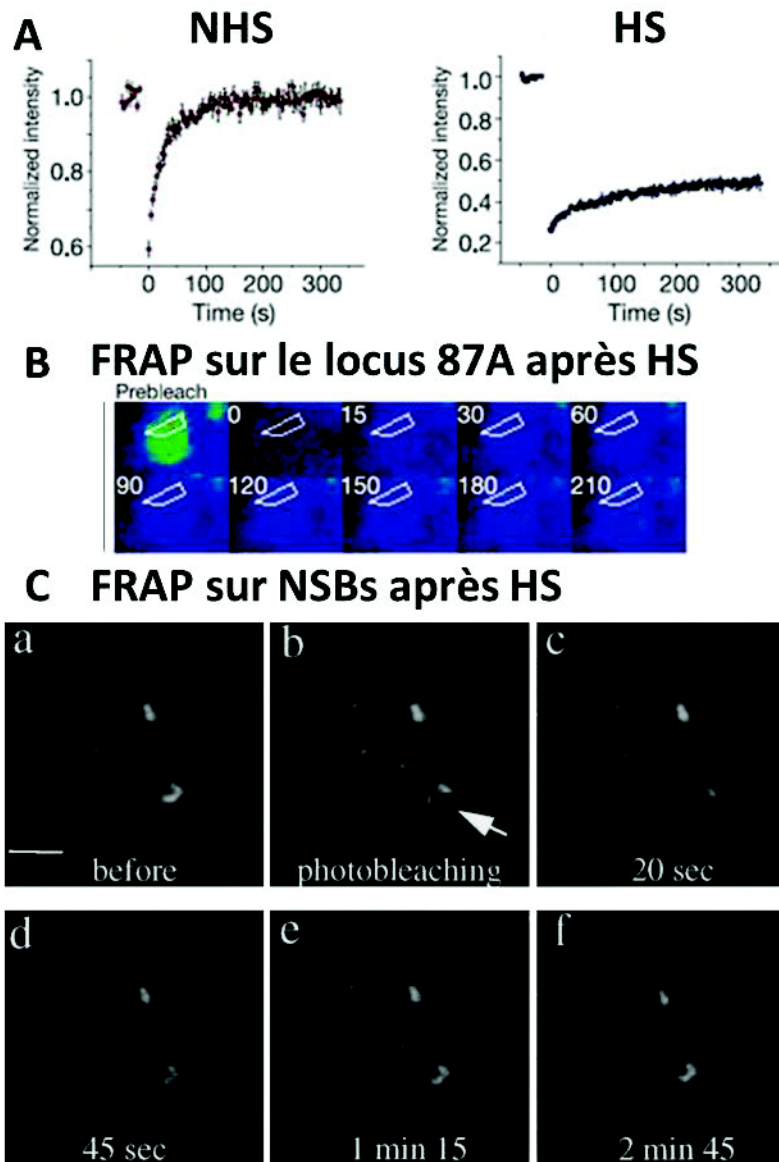 A NHS HS
Normalized intensity
1.0
0.8
0.6
0 100 200 300
Time (s)
Normalized intensity
1.0
0.8
0.6
0.4
0.2
0 100 200 300
Time (s)
B FRAP sur le locus 87A après HS
Prebleach
0 15 30 60
90 120 150 180 210
C FRAP sur NSBs après HS
a b c
before photobleaching 20 sec
d e f
45 sec 1 min 15 2 min 45